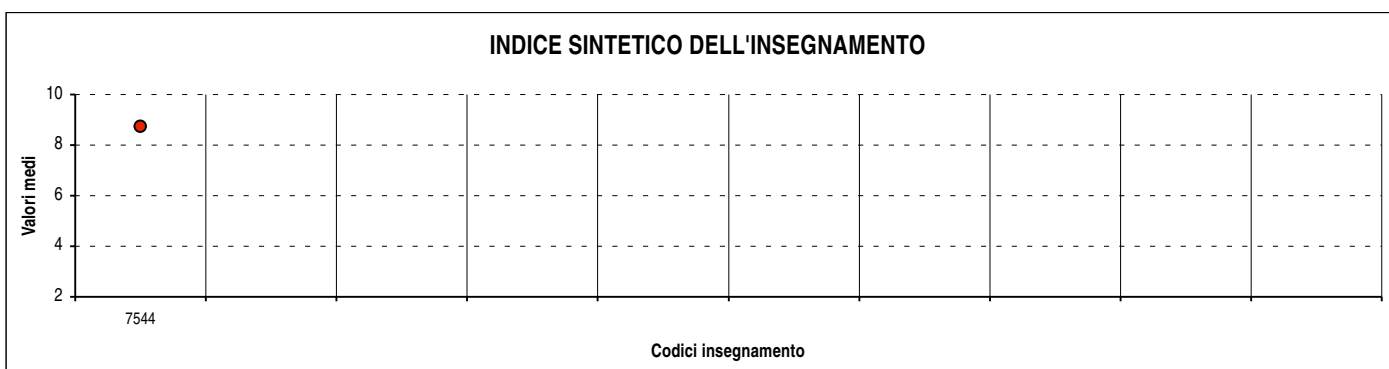 INDICE SINTETICO DELL'INSEGNAMENTO
10
8
6
4
2
Valori medi
7544
Codici insegnamento